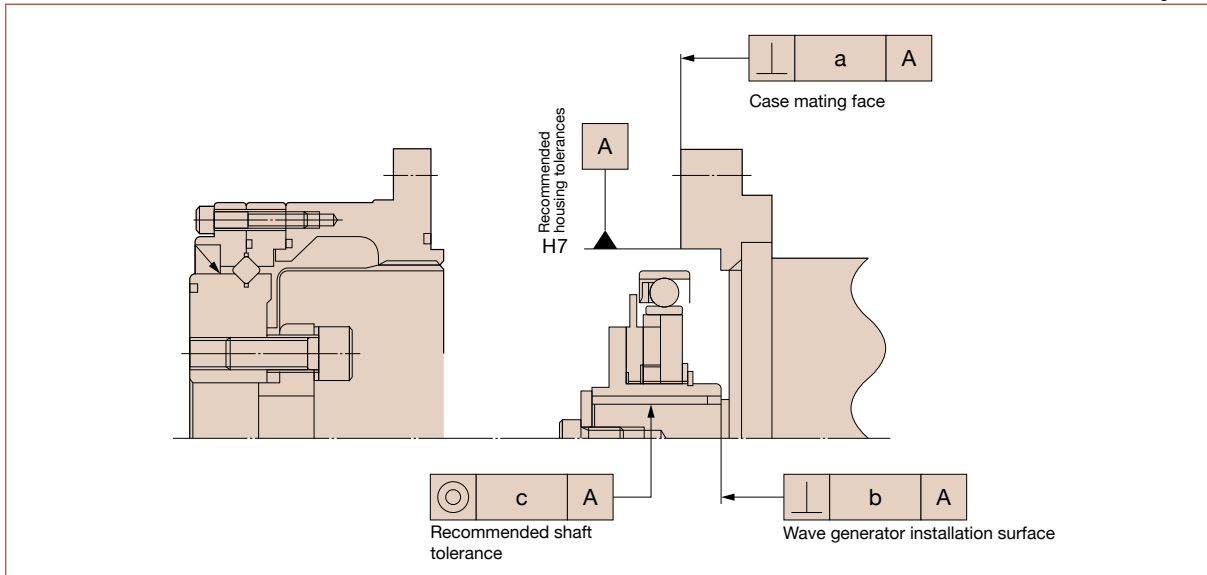 ⊥ a A
Case mating face
Recommended
housing tolerances
A
H7
◎ c A
Recommended shaft
tolerance
⊥ b A
Wave generator installation surface